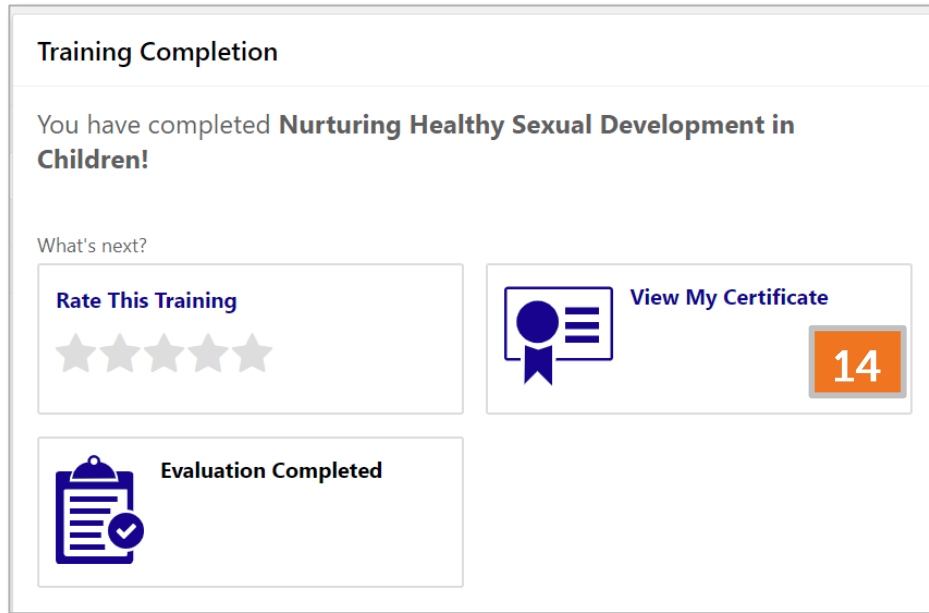 Training Completion
You have completed Nurturing Healthy Sexual Development in
Children!
What's next?
Rate This Training
View My Certificate
14
Evaluation Completed